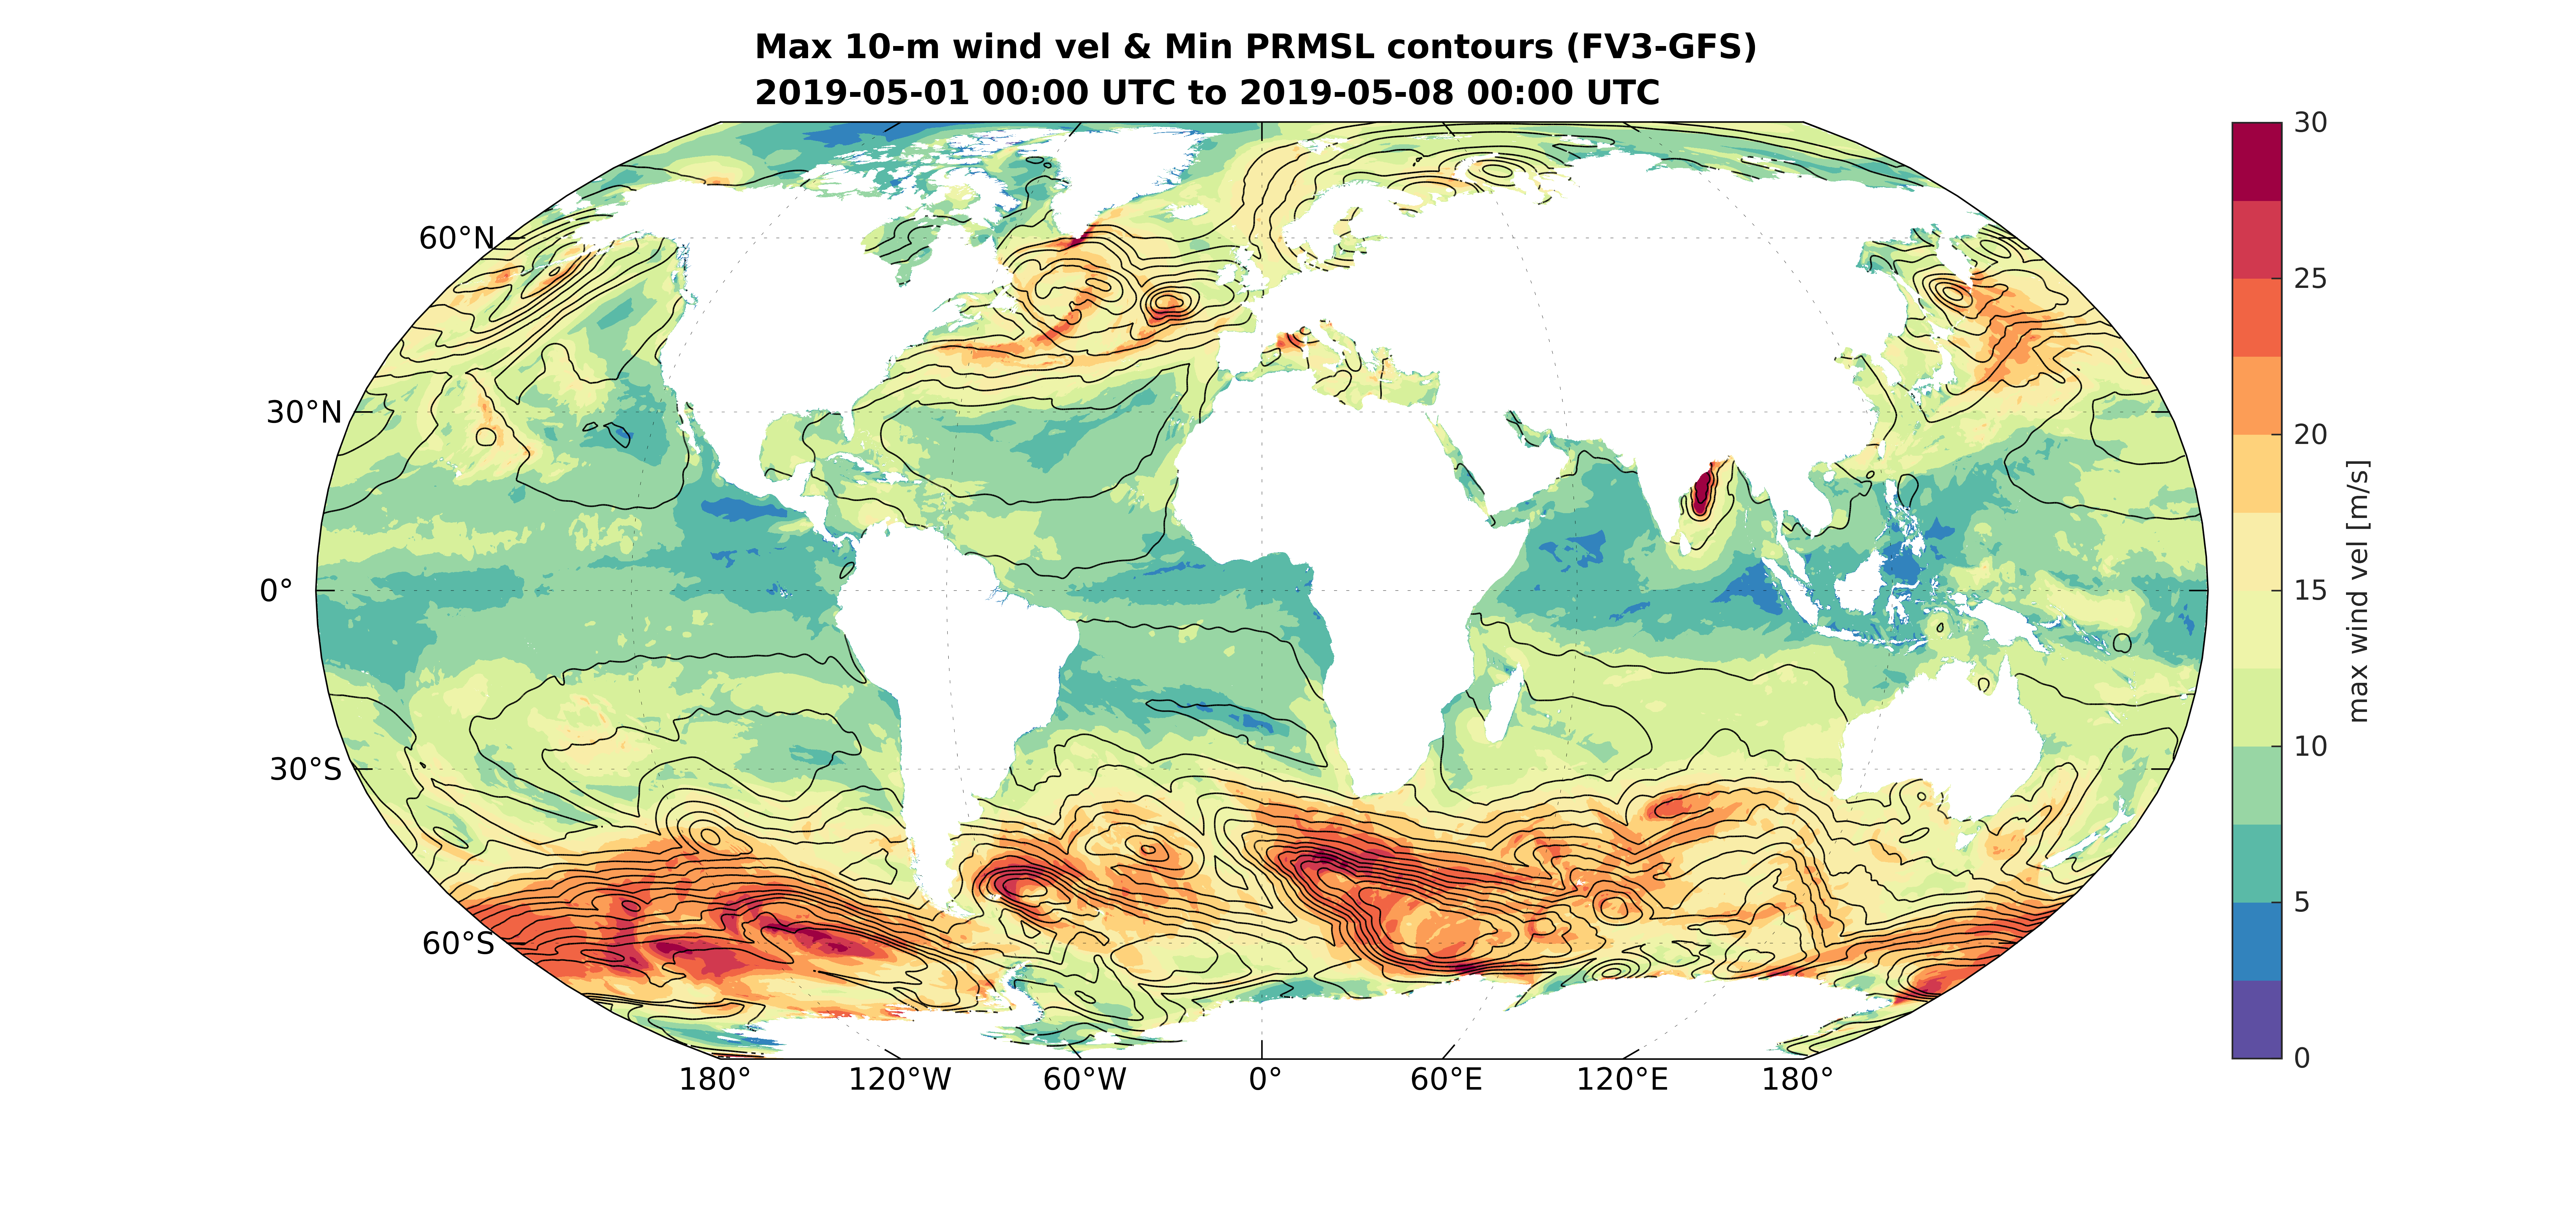 Max 10-m wind vel & Min PRMSL contours (FV3-GFS)
2019-05-01 00:00 UTC to 2019-05-08 00:00 UTC
60°N
30°N
0°
30°S
60°S
180°
120°W
60°W
0°
60°E
120°E
180°
30
25
20
15
10
5
0
max wind vel [m/s]